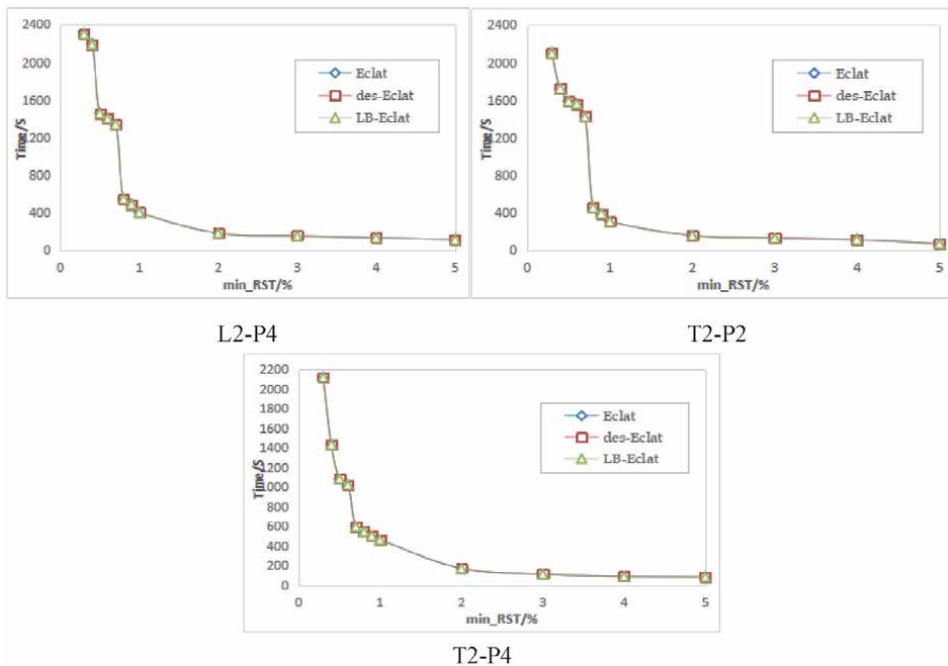 2400
2000
1600
1200
800
400
0
Time/S
Eclat
des-Eclat
LB-Eclat
0 1 2 3 4 5
min_RST/%
L2-P4
2400
2000
1600
1200
800
400
0
Time/S
Eclat
des-Eclat
LB-Eclat
0 1 2 3 4 5
min_RST/%
T2-P2
2200
2000
1800
1600
1400
1200
1000
800
600
400
200
0
Time/S
Eclat
des-Eclat
LB-Eclat
0 1 2 3 4 5
min_RST/%
T2-P4